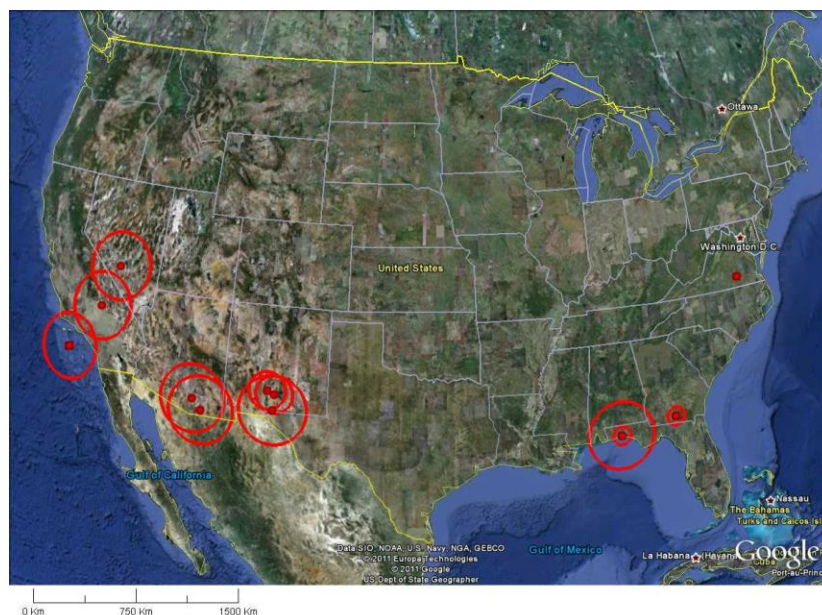 Ottawa
Washington D.C.
United States
Gulf of California
Nassau
The Bahamas
Turks and Caicos Isl
Data SIO, NOAA, U.S. Navy, NGA, GEBCO
© 2011 Europa Technologies
© 2011 Google
US Dept of State Geographer
Gulf of Mexico
La Habana
Google
Cuba
Port-au-Princ
0 Km 750 Km 1500 Km